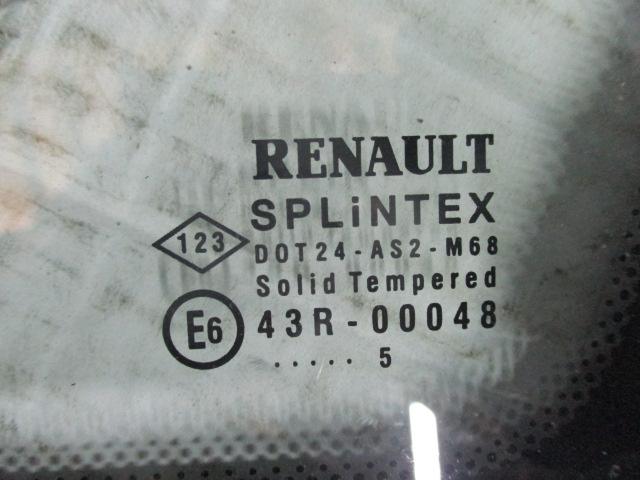 RENAULT
SPLiNTEX
123
DOT24-AS2-M68
Solid Tempered
E6
43R-00048
..... 5